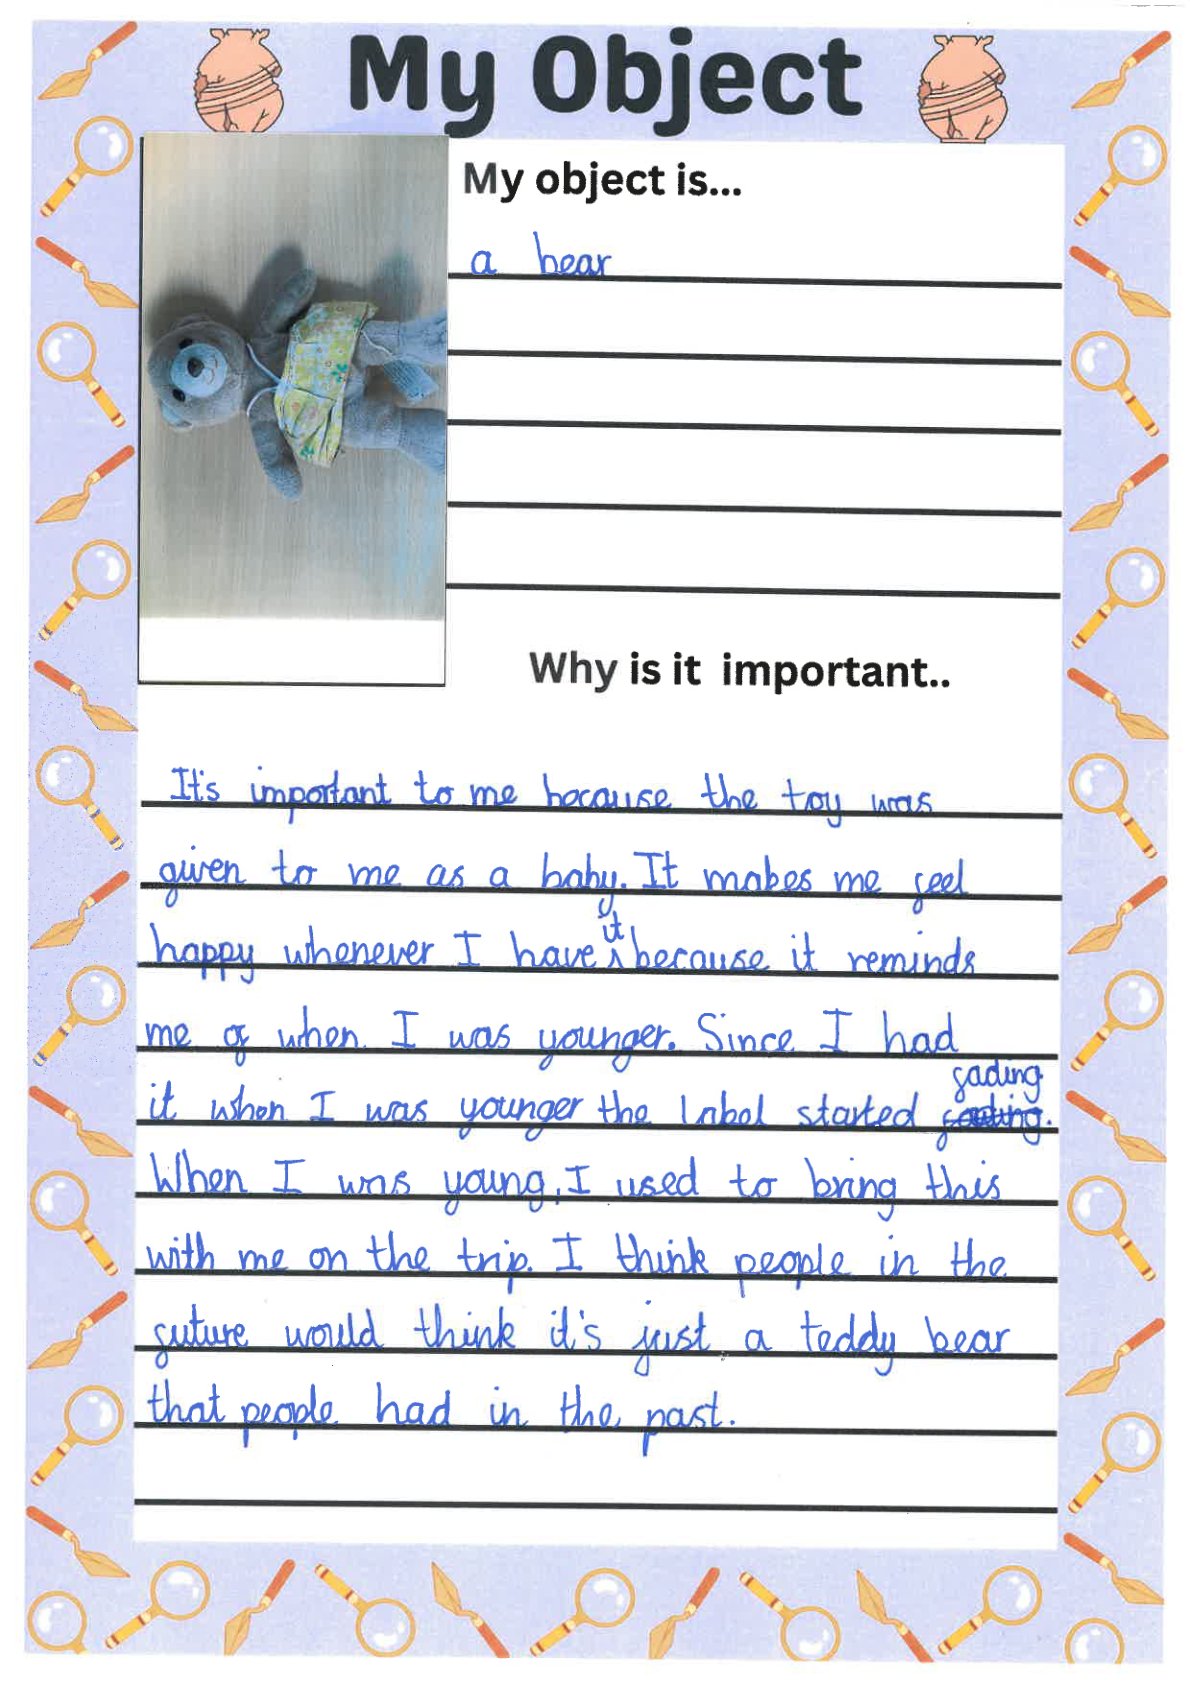 My Object
My object is...
a bear
Why is it important..
It's important to me because the toy was
given to me as a baby. It makes me feel
happy whenever I have it because it reminds
me of when I was younger. Since I had
it when I was younger the label started fading.
When I was young, I used to bring this
with me on the trip. I think people in the
future would think it's just a teddy bear
that people had in the past.